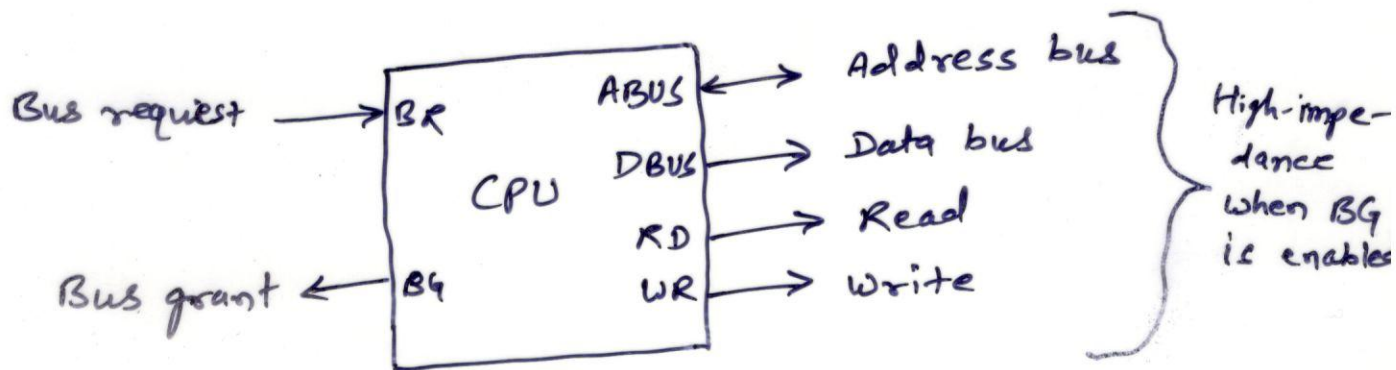 Bus request
BR
CPU
BG
Bus grant
ABUS
DBUS
RD
WR
Address bus
Data bus
Read
Write
High-impe-
dance
when BG
is enables